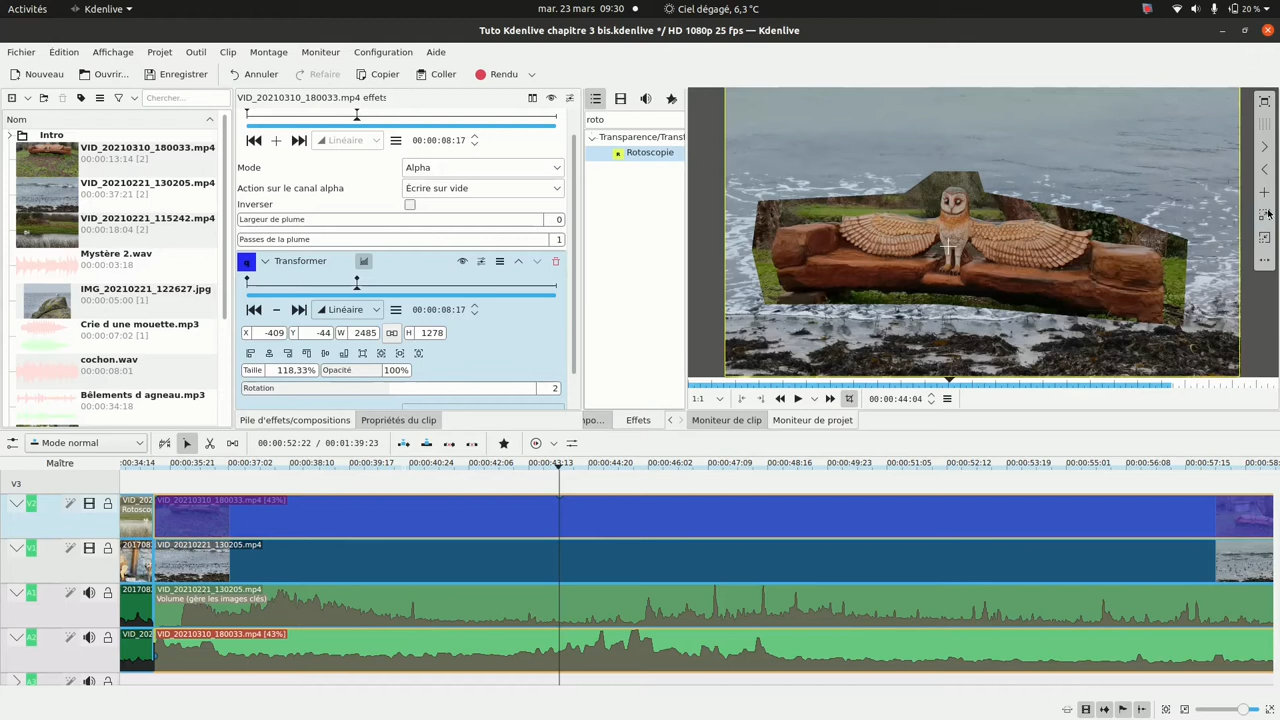 Activités
Kdenlive
mar. 23 mars 09:30
Ciel dégagé, 6,3 °C
20 %
Tuto Kdenlive chapitre 3 bis.kdenlive */ HD 1080p 25 fps — Kdenlive
Fichier Édition Affichage Projet Outil Clip Montage Moniteur Configuration Aide
Nouveau Ouvrir... Enregistrer Annuler Refaire Copier Coller Rendu
Chercher...
Nom
Intro
VID_20210310_180033.mp4
00:00:13:14 [2]
VID_20210221_130205.mp4
00:00:37:21 [2]
VID_20210221_115242.mp4
00:00:18:04 [2]
Mystère 2.wav
00:00:03:18
IMG_20210221_122627.jpg
00:00:05:00 [1]
Crie d une mouette.mp3
00:00:07:02 [1]
cochon.wav
00:00:08:01
Bêlements d agneau.mp3
00:00:34:18
VID_20210310_180033.mp4 effets
Linéaire 00:00:08:17
Mode Alpha
Action sur le canal alpha Écrire sur vide
Inverser
Largeur de plume 0
Passes de la plume 1
Transformer
Linéaire 00:00:08:17
X -409 Y -44 W 2485 H 1278
Taille 118,33% Opacité 100%
Rotation 2
Pile d'effets/compositions Propriétés du clip
roto
Transparence/Transf
Rotoscopie
npo... Effets
1:1 00:00:44:04
Moniteur de clip Moniteur de projet
Mode normal 00:00:52:22 / 00:01:39:23
Maître
:00:34:14 00:00:35:21 00:00:37:02 00:00:38:10 00:00:39:17 00:00:40:24 00:00:42:06 00:00:43:13 00:00:44:20 00:00:46:02 00:00:47:09 00:00:48:16 00:00:49:23 00:00:51:05 00:00:52:12 00:00:53:19 00:00:55:01 00:00:56:08 00:00:57:15 00:00:58:
V3
V2
VID_202 VID_20210310_180033.mp4 [43%]
Rotosco
V1
201708 VID_20210221_130205.mp4
A1
201708 VID_20210221_130205.mp4
Volume (gère les images clés)
A2
VID_202 VID_20210310_180033.mp4 [43%]
A3